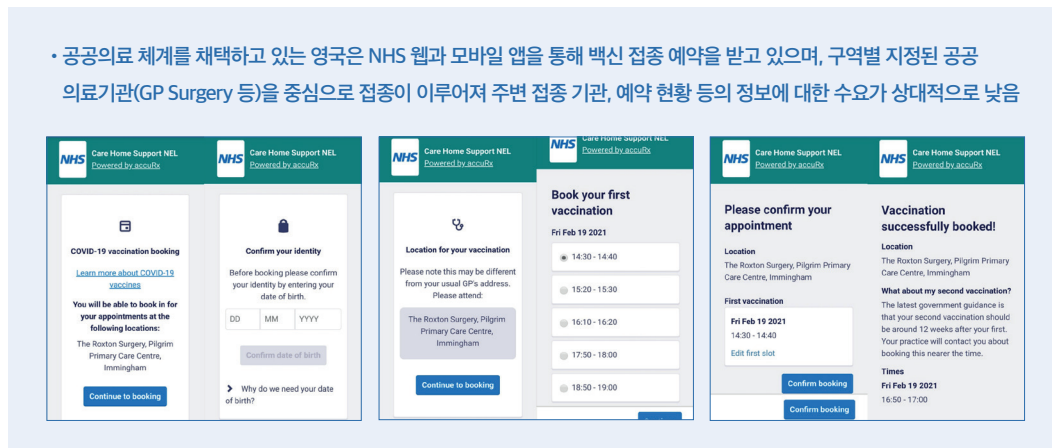 • 공공의료 체계를 채택하고 있는 영국은 NHS 웹과 모바일 앱을 통해 백신 접종 예약을 받고 있으며, 구역별 지정된 공공
의료기관(GP Surgery 등)을 중심으로 접종이 이루어져 주변 접종 기관, 예약 현황 등의 정보에 대한 수요가 상대적으로 낮음
NHS
Care Home Support NEL
Powered by accuRx
COVID-19 vaccination booking
Learn more about COVID-19
vaccines
You will be able to book in for
your appointments at the
following locations:
The Roxton Surgery, Pilgrim
Primary Care Centre,
Immingham
Continue to booking
NHS
Care Home Support NEL
Powered by accuRx
Confirm your identity
Before booking please confirm
your identity by entering your
date of birth.
DD MM YYYY
Confirm date of birth
Why do we need your date
of birth?
NHS
Care Home Support NEL
Powered by accuRx
Location for your vaccination
Please note this may be different
from your usual GP's address.
Please attend:
The Roxton Surgery, Pilgrim
Primary Care Centre,
Immingham
Continue to booking
NHS
Care Home Support NEL
Powered by accuRx
Book your first
vaccination
Fri Feb 19 2021
14:30 - 14:40
15:20 - 15:30
16:10 - 16:20
17:50 - 18:00
18:50 - 19:00
NHS
Care Home Support NEL
Powered by accuRx
Please confirm your
appointment
Location
The Roxton Surgery, Pilgrim Primary
Care Centre, Immingham
First vaccination
Fri Feb 19 2021
14:30 - 14:40
Edit first slot
Confirm booking
Confirm booking
NHS
Care Home Support NEL
Powered by accuRx
Vaccination
successfully booked!
Location
The Roxton Surgery, Pilgrim Primary
Care Centre, Immingham
What about my second vaccination?
The latest government guidance is
that your second vaccination should
be around 12 weeks after your first.
Your practice will contact you about
booking this nearer the time.
Times
Fri Feb 19 2021
16:50 - 17:00